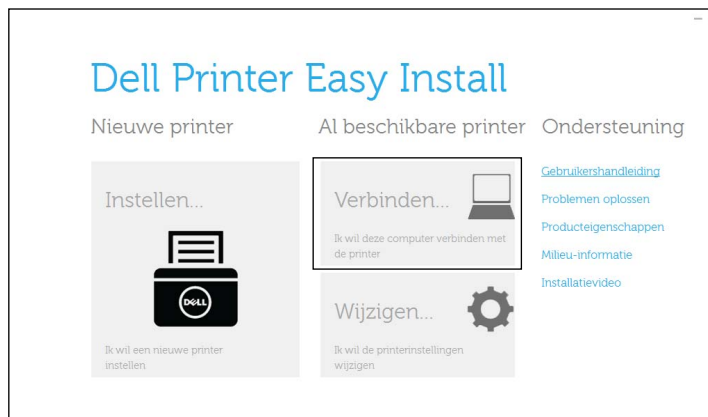 Dell Printer Easy Install
Nieuwe printer
Instellen...
DELL
Ik wil een nieuwe printer
instellen
Al beschikbare printer
Verbinden...
Ik wil deze computer verbinden met
de printer
Wijzigen...
Ik wil de printerinstellingen
wijzigen
Ondersteuning
Gebruikershandleiding
Problemen oplossen
Producteigenschappen
Milieu-informatie
Installatievideo